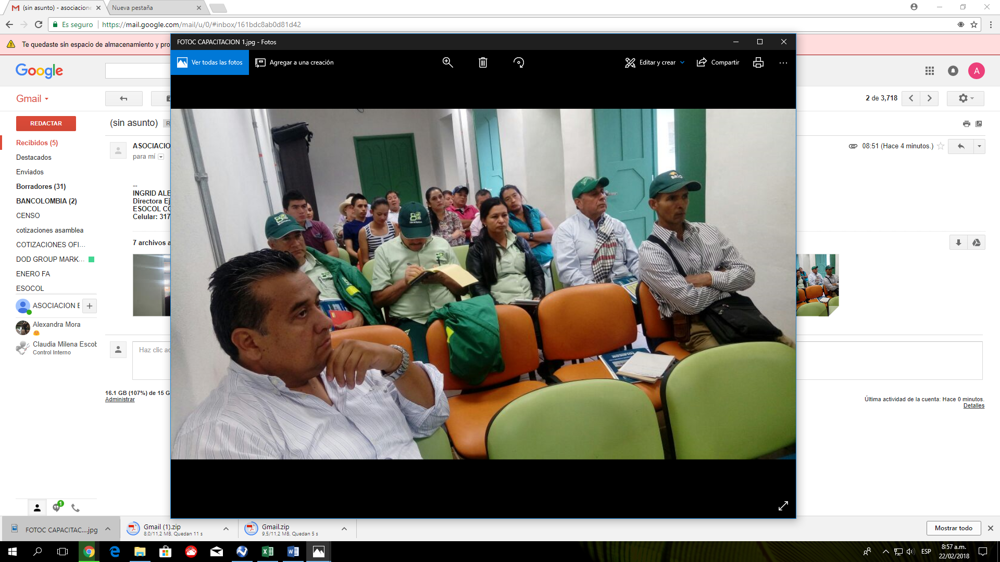 (sin asunto) - asociacione
Nueva pestaña
Es seguro
https://mail.google.com/mail/u/0/#inbox/161bdc8ab0d81d42
Te quedaste sin espacio de almacenamiento y pro
FOTOC CAPACITACION 1.jpg - Fotos
Ver todas las fotos
Agregar a una creación
Editar y crear
Compartir
Google
A
Gmail
2 de 3,718
REDACTAR
(sin asunto)
R
Recibidos (5)
Destacados
Enviados
Borradores (31)
BANCOLOMBIA (2)
CENSO
cotizaciones asamblea
COTIZACIONES OFI...
DOD GROUP MARK...
ENERO FA
ESOCOL
ASOCIACION E
Alexandra Mora
Claudia Milena Escob
Control Interno
ASOCIACIO
para mí
08:51 (Hace 4 minutos.)
--
INGRID ALE
Directora Ej
ESOCOL CO
Celular: 317
7 archivos a
Haz clic ac
16.1 GB (107%) de 15 G
Administrar
Última actividad de la cuenta: Hace 0 minutos.
Detalles
BRIO
1
FOTOC CAPACITAC....jpg
Gmail (1).zip
8,0/11,2 MB, Quedan 11 s
Gmail.zip
9,5/11,2 MB, Quedan 5 s
Mostrar todo
ESP
8:57 a.m.
22/02/2018